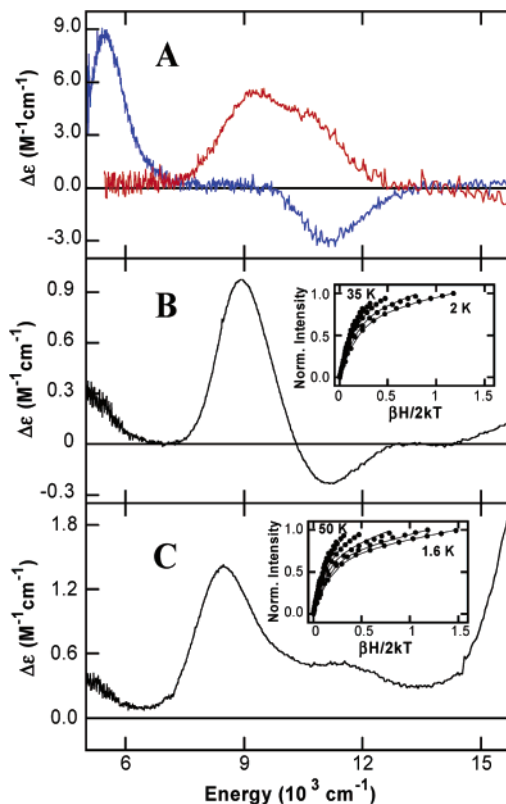 A
9.0
6.0
3.0
0.0
-3.0
Δε (M⁻¹cm⁻¹)
B
0.9
0.6
0.3
0
-0.3
Δε (M⁻¹cm⁻¹)
Norm. Intensity
1.0
0.5
0.0
35 K
2 K
0 0.5 1.0 1.5
βH/2kT
C
1.8
1.2
0.6
0.0
Δε (M⁻¹cm⁻¹)
Norm. Intensity
1.0
0.5
0.0
50 K
1.6 K
0 0.5 1.0 1.5
βH/2kT
6 9 12 15
Energy (10³ cm⁻¹)